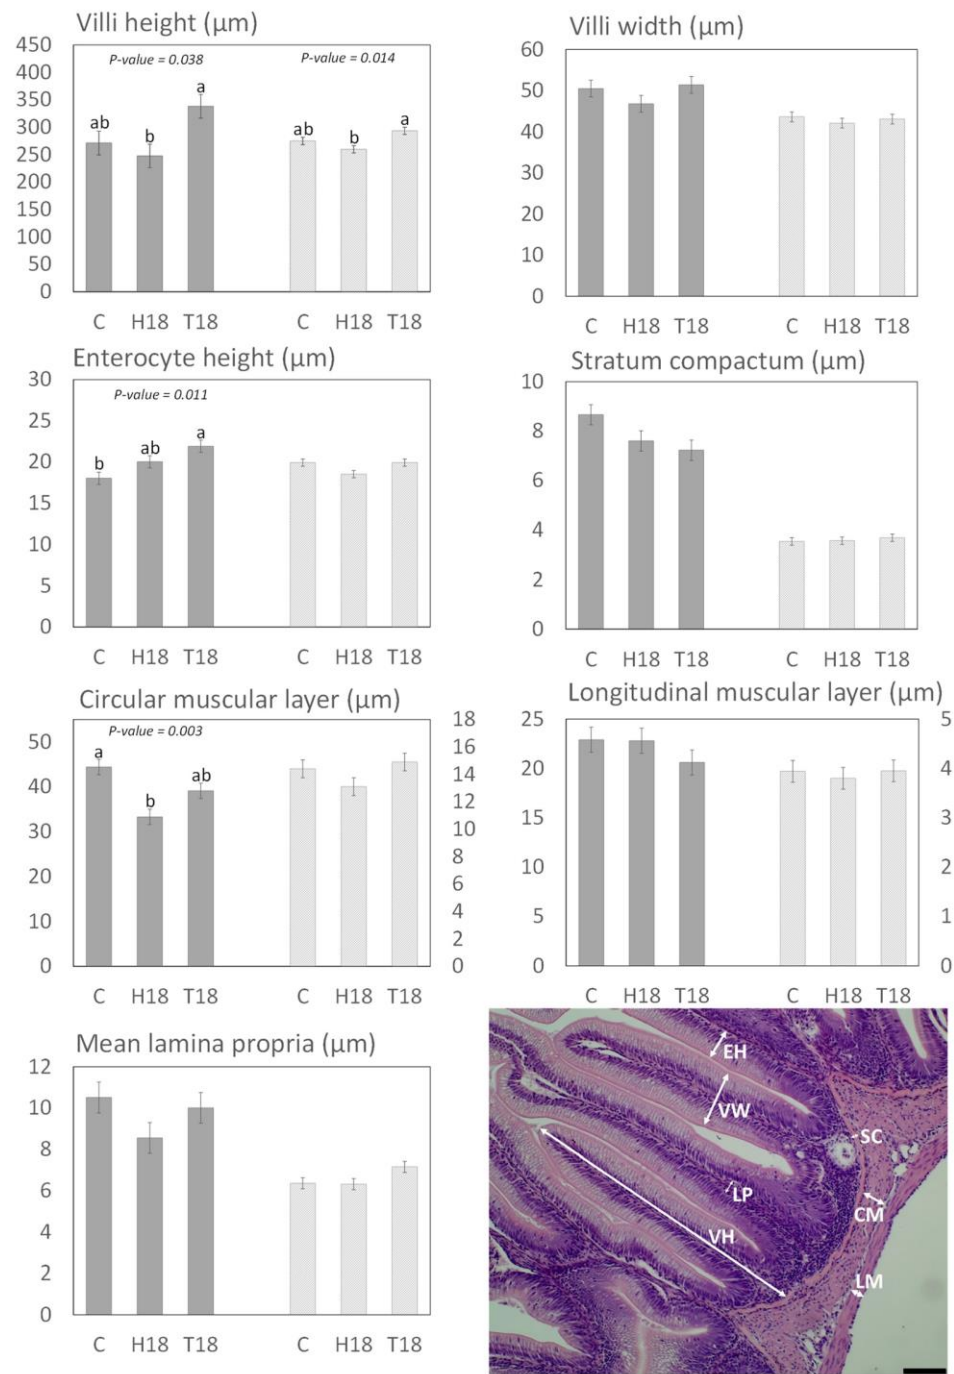 Villi height (µm)
450
400
350
300
250
200
150
100
50
0
P-value = 0.038
P-value = 0.014
ab
b
a
ab
b
a
C H18 T18 C H18 T18
Villi width (µm)
60
50
40
30
20
10
0
C H18 T18 C H18 T18
Enterocyte height (µm)
30
25
20
15
10
5
0
P-value = 0.011
b
ab
a
C H18 T18 C H18 T18
Stratum compactum (µm)
10
8
6
4
2
0
C H18 T18 C H18 T18
Circular muscular layer (µm)
50
40
30
20
10
0
P-value = 0.003
a
b
ab
18
16
14
12
10
8
6
4
2
0
C H18 T18 C H18 T18
Longitudinal muscular layer (µm)
25
20
15
10
5
0
5
4
3
2
1
0
C H18 T18 C H18 T18
Mean lamina propria (µm)
12
10
8
6
4
2
0
C H18 T18 C H18 T18
EH
VW
SC
LP
CM
VH
LM